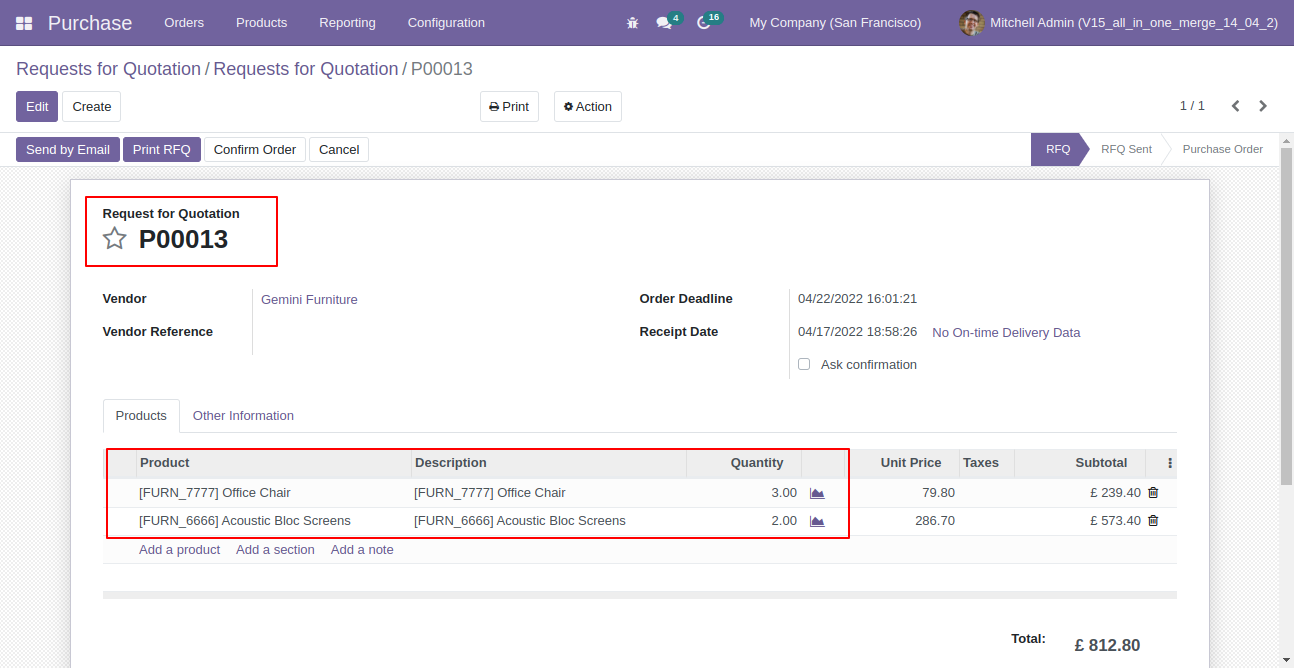 Purchase Orders Products Reporting Configuration 4 16 My Company (San Francisco) Mitchell Admin (V15_all_in_one_merge_14_04_2)
Requests for Quotation / Requests for Quotation / P00013
Edit Create Print Action 1 / 1
Send by Email Print RFQ Confirm Order Cancel RFQ RFQ Sent Purchase Order
Request for Quotation
P00013
Vendor Gemini Furniture Order Deadline 04/22/2022 16:01:21
Vendor Reference Receipt Date 04/17/2022 18:58:26 No On-time Delivery Data
Ask confirmation
Products Other Information
Product Description Quantity Unit Price Taxes Subtotal
[FURN_7777] Office Chair [FURN_7777] Office Chair 3.00 79.80 £ 239.40
[FURN_6666] Acoustic Bloc Screens [FURN_6666] Acoustic Bloc Screens 2.00 286.70 £ 573.40
Add a product Add a section Add a note
Total: £ 812.80